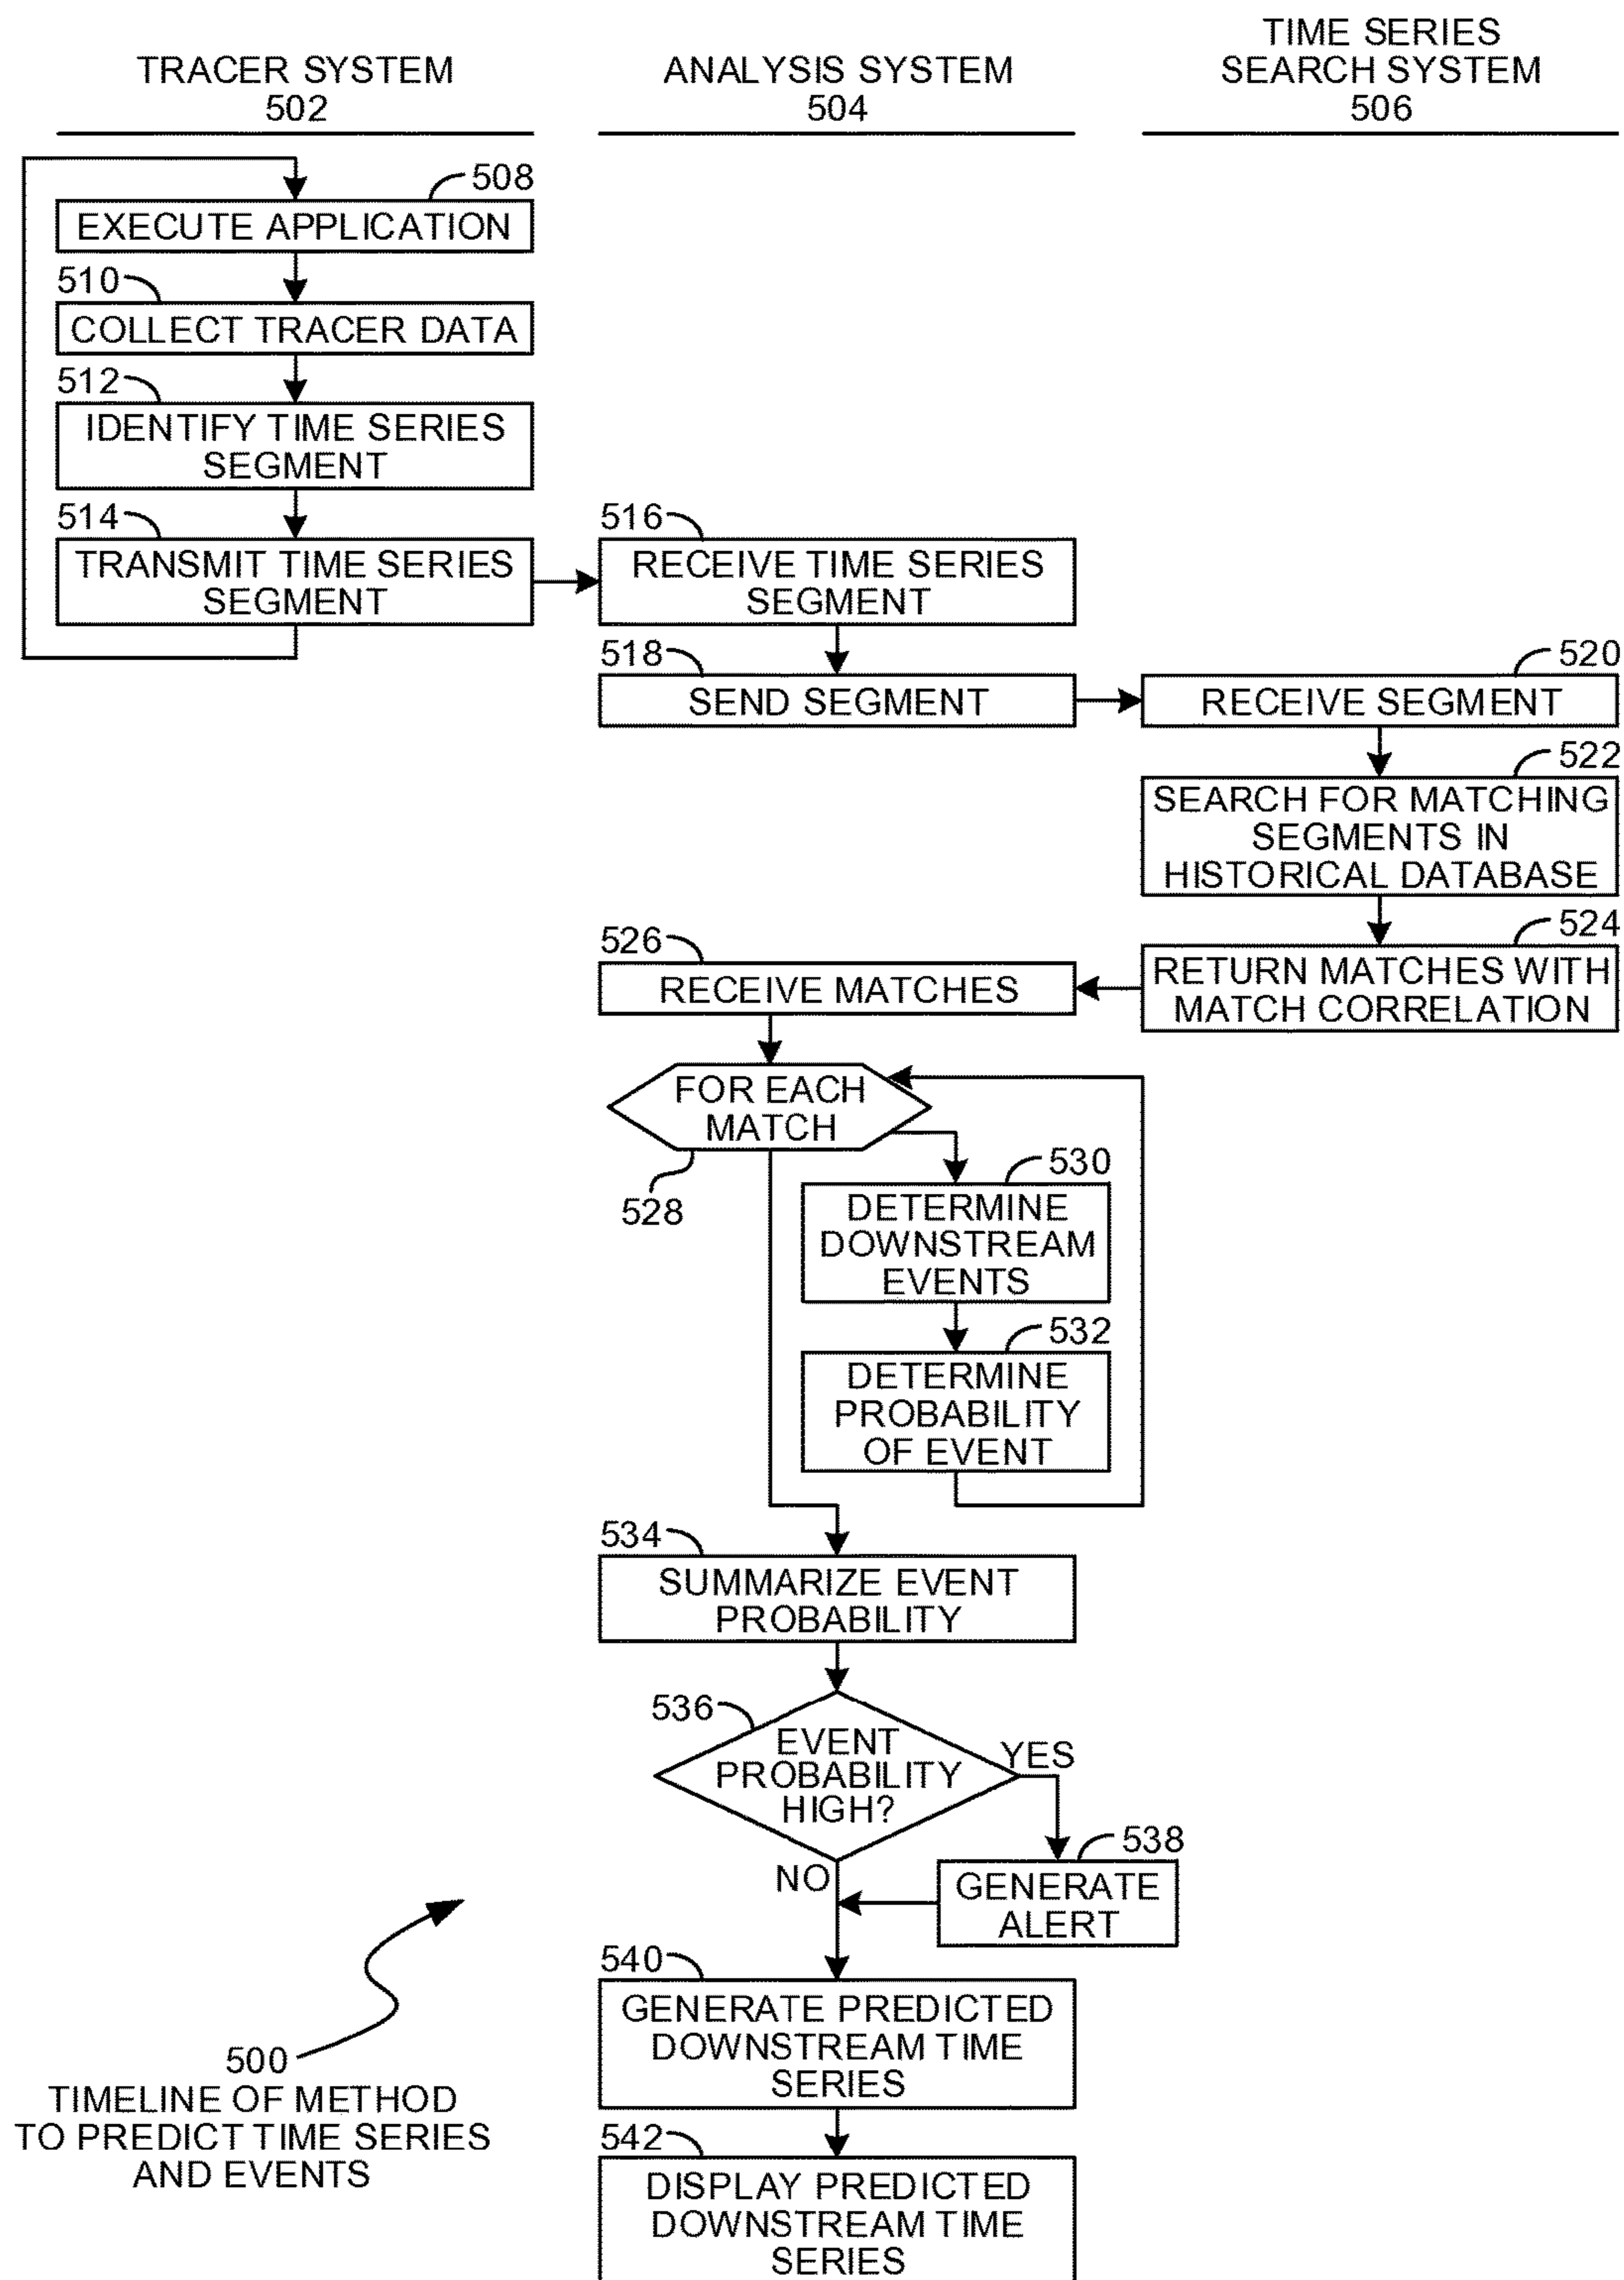 TRACER SYSTEM
502
ANALYSIS SYSTEM
504
TIME SERIES
SEARCH SYSTEM
506
508
EXECUTE APPLICATION
510
COLLECT TRACER DATA
512
IDENTIFY TIME SERIES
SEGMENT
514
TRANSMIT TIME SERIES
SEGMENT
516
RECEIVE TIME SERIES
SEGMENT
518
SEND SEGMENT
520
RECEIVE SEGMENT
522
SEARCH FOR MATCHING
SEGMENTS IN
HISTORICAL DATABASE
524
RETURN MATCHES WITH
MATCH CORRELATION
526
RECEIVE MATCHES
FOR EACH
MATCH
528
530
DETERMINE
DOWNSTREAM
EVENTS
532
DETERMINE
PROBABILITY
OF EVENT
534
SUMMARIZE EVENT
PROBABILITY
536
EVENT
PROBABILITY
HIGH?
YES
NO
538
GENERATE
ALERT
540
GENERATE PREDICTED
DOWNSTREAM TIME
SERIES
542
DISPLAY PREDICTED
DOWNSTREAM TIME
SERIES
500
TIMELINE OF METHOD
TO PREDICT TIME SERIES
AND EVENTS